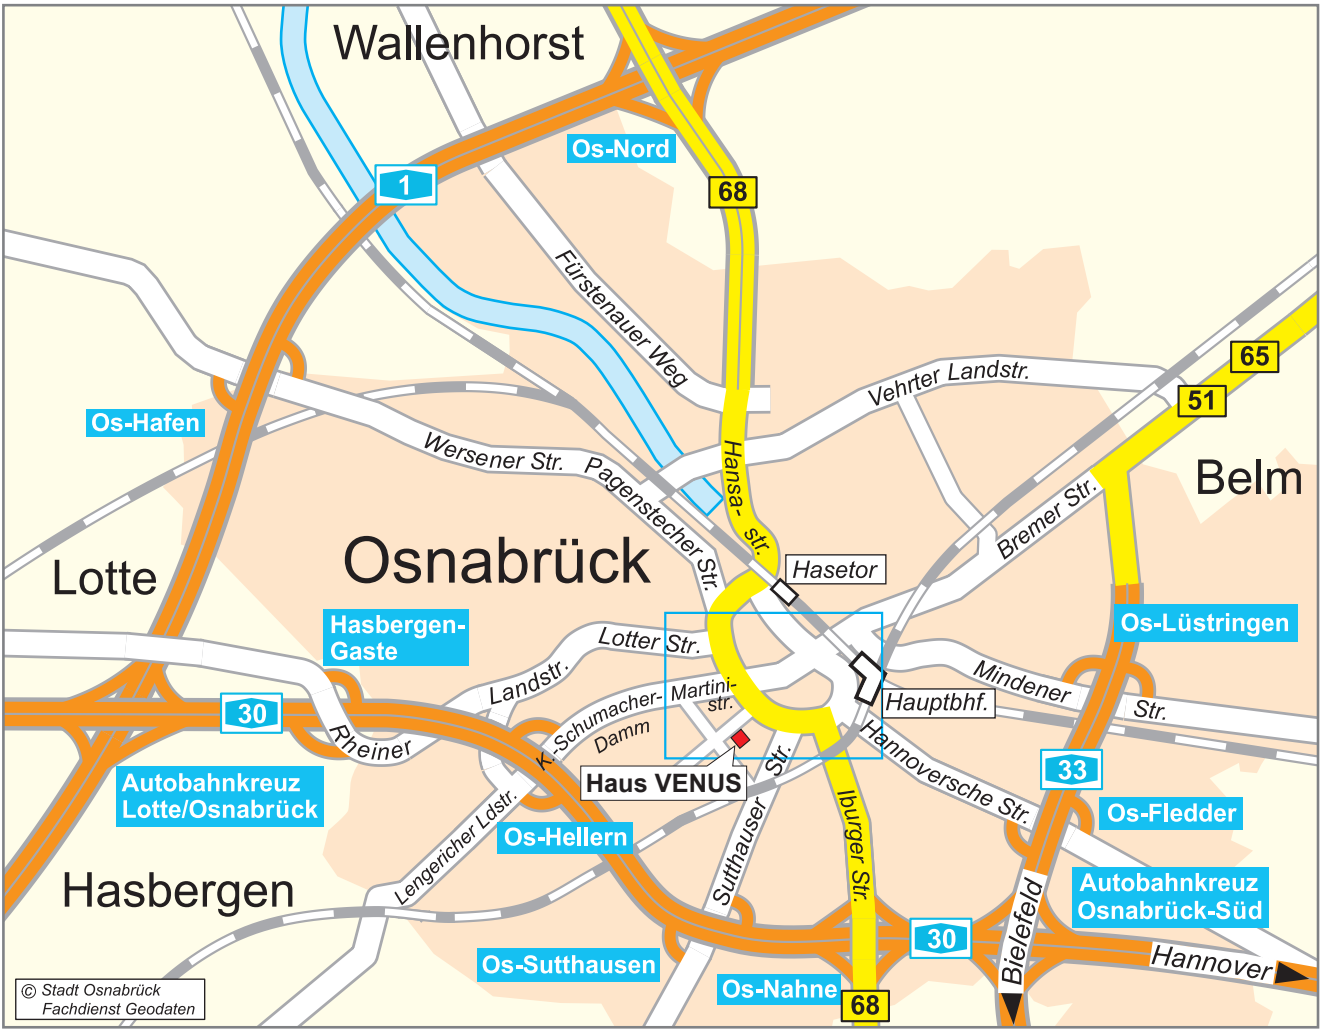 Wallenhorst
Os-Nord
1
68
Fürstenauer Weg
65
51
Vehrter Landstr.
Os-Hafen
Wersener Str.
Pagenstecher Str.
Hansa-
str.
Bremer Str.
Belm
Osnabrück
Lotte
Hasetor
Hasbergen-
Gaste
Lotter Str.
Os-Lüstringen
Landstr.
Rheiner
K.-Schumacher-
Damm
Martini-
str.
Hauptbhf.
Mindener
Str.
30
Haus VENUS
Hannoversche Str.
33
Autobahnkreuz
Lotte/Osnabrück
Os-Hellern
Lengericher Ldstr.
Sutthauser
Str.
Iburger Str.
Os-Fledder
Hasbergen
Autobahnkreuz
Osnabrück-Süd
30
Bielefeld
Hannover
Os-Sutthausen
Os-Nahne
68
© Stadt Osnabrück
Fachdienst Geodaten